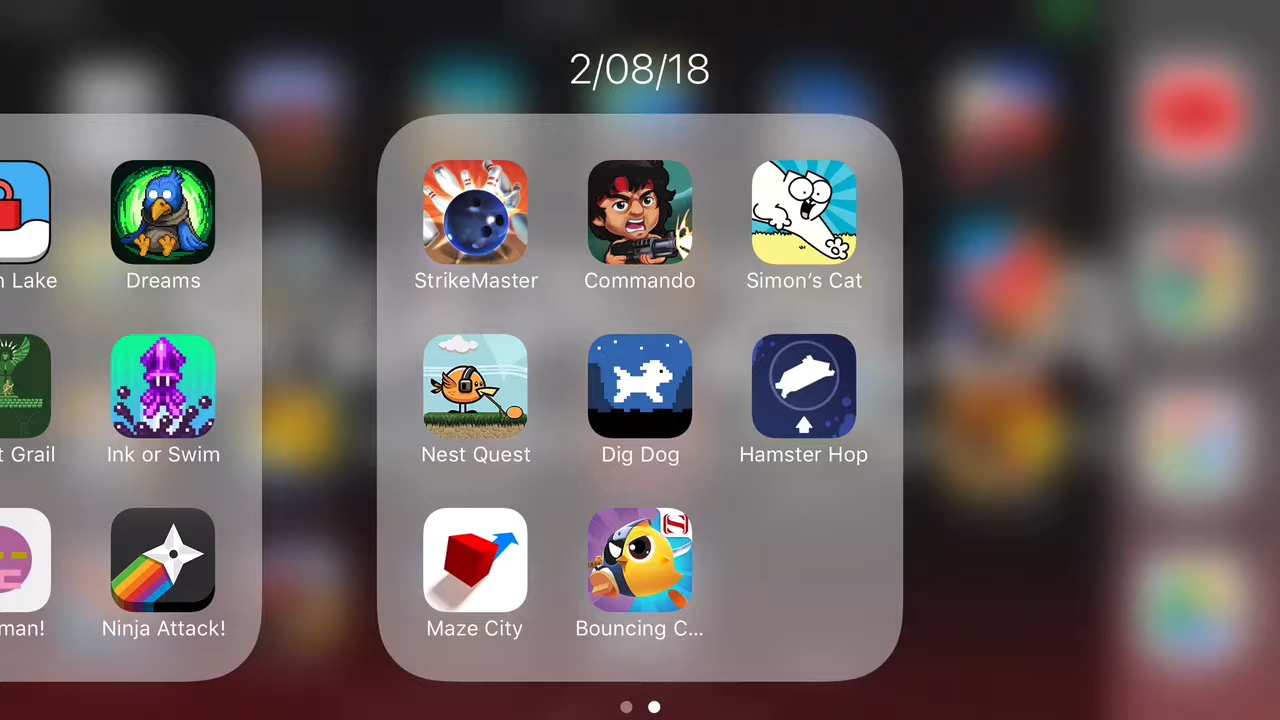 2/08/18
n Lake
Dreams
StrikeMaster
Commando
Simon's Cat
t Grail
Ink or Swim
Nest Quest
Dig Dog
Hamster Hop
man!
Ninja Attack!
Maze City
Bouncing C...